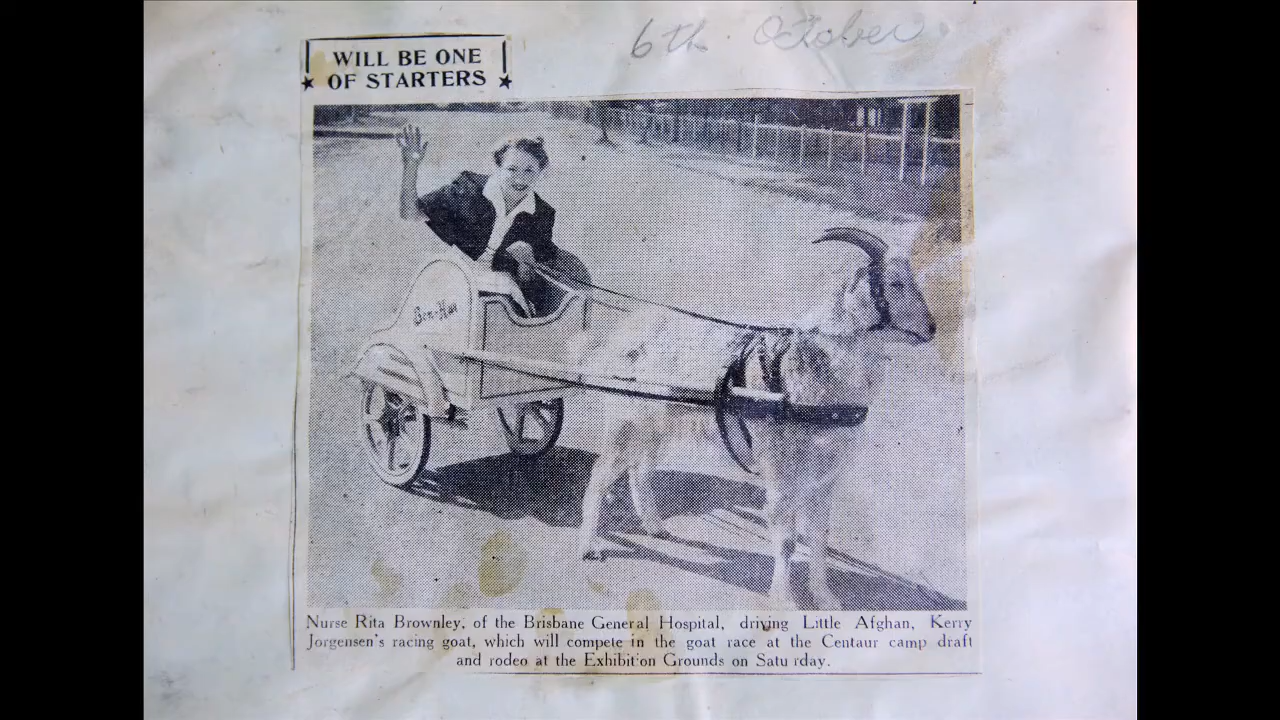 6th October.
WILL BE ONE
OF STARTERS
Ben-Hur
Nurse Rita Brownley, of the Brisbane General Hospital, driving Little Afghan, Kerry
Jorgensen's racing goat, which will compete in the goat race at the Centaur camp draft
and rodeo at the Exhibition Grounds on Satu rday.